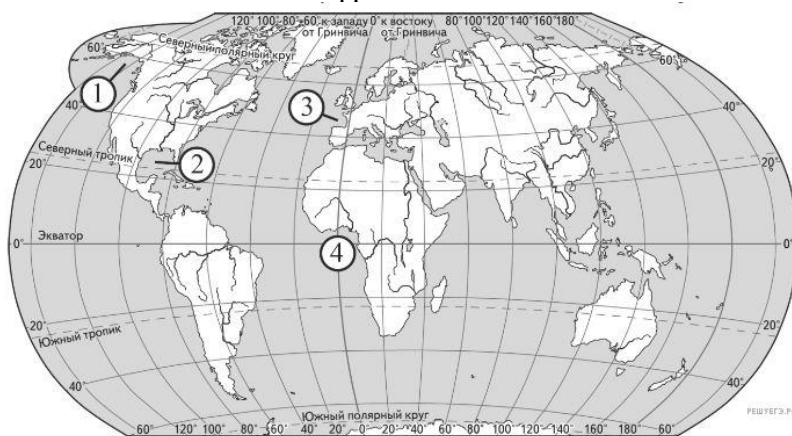 120° 100° 80° 60° к западу 0° к востоку 80° 100° 120° 140° 160° 180°
от Гринвича от Гринвича
Северный полярный круг
60° 60°
1
3
40° 40°
Северный тропик
2
20° 20°
Экватор
0° 4 0°
20° 20°
Южный тропик
40° 40°
РЕШУЕГЭ.РФ
Южный полярный круг
60° 120° 100° 80° 60° 40° 20° 0° 20° 40° 60° 80° 100° 120° 140° 160° 180° 60°